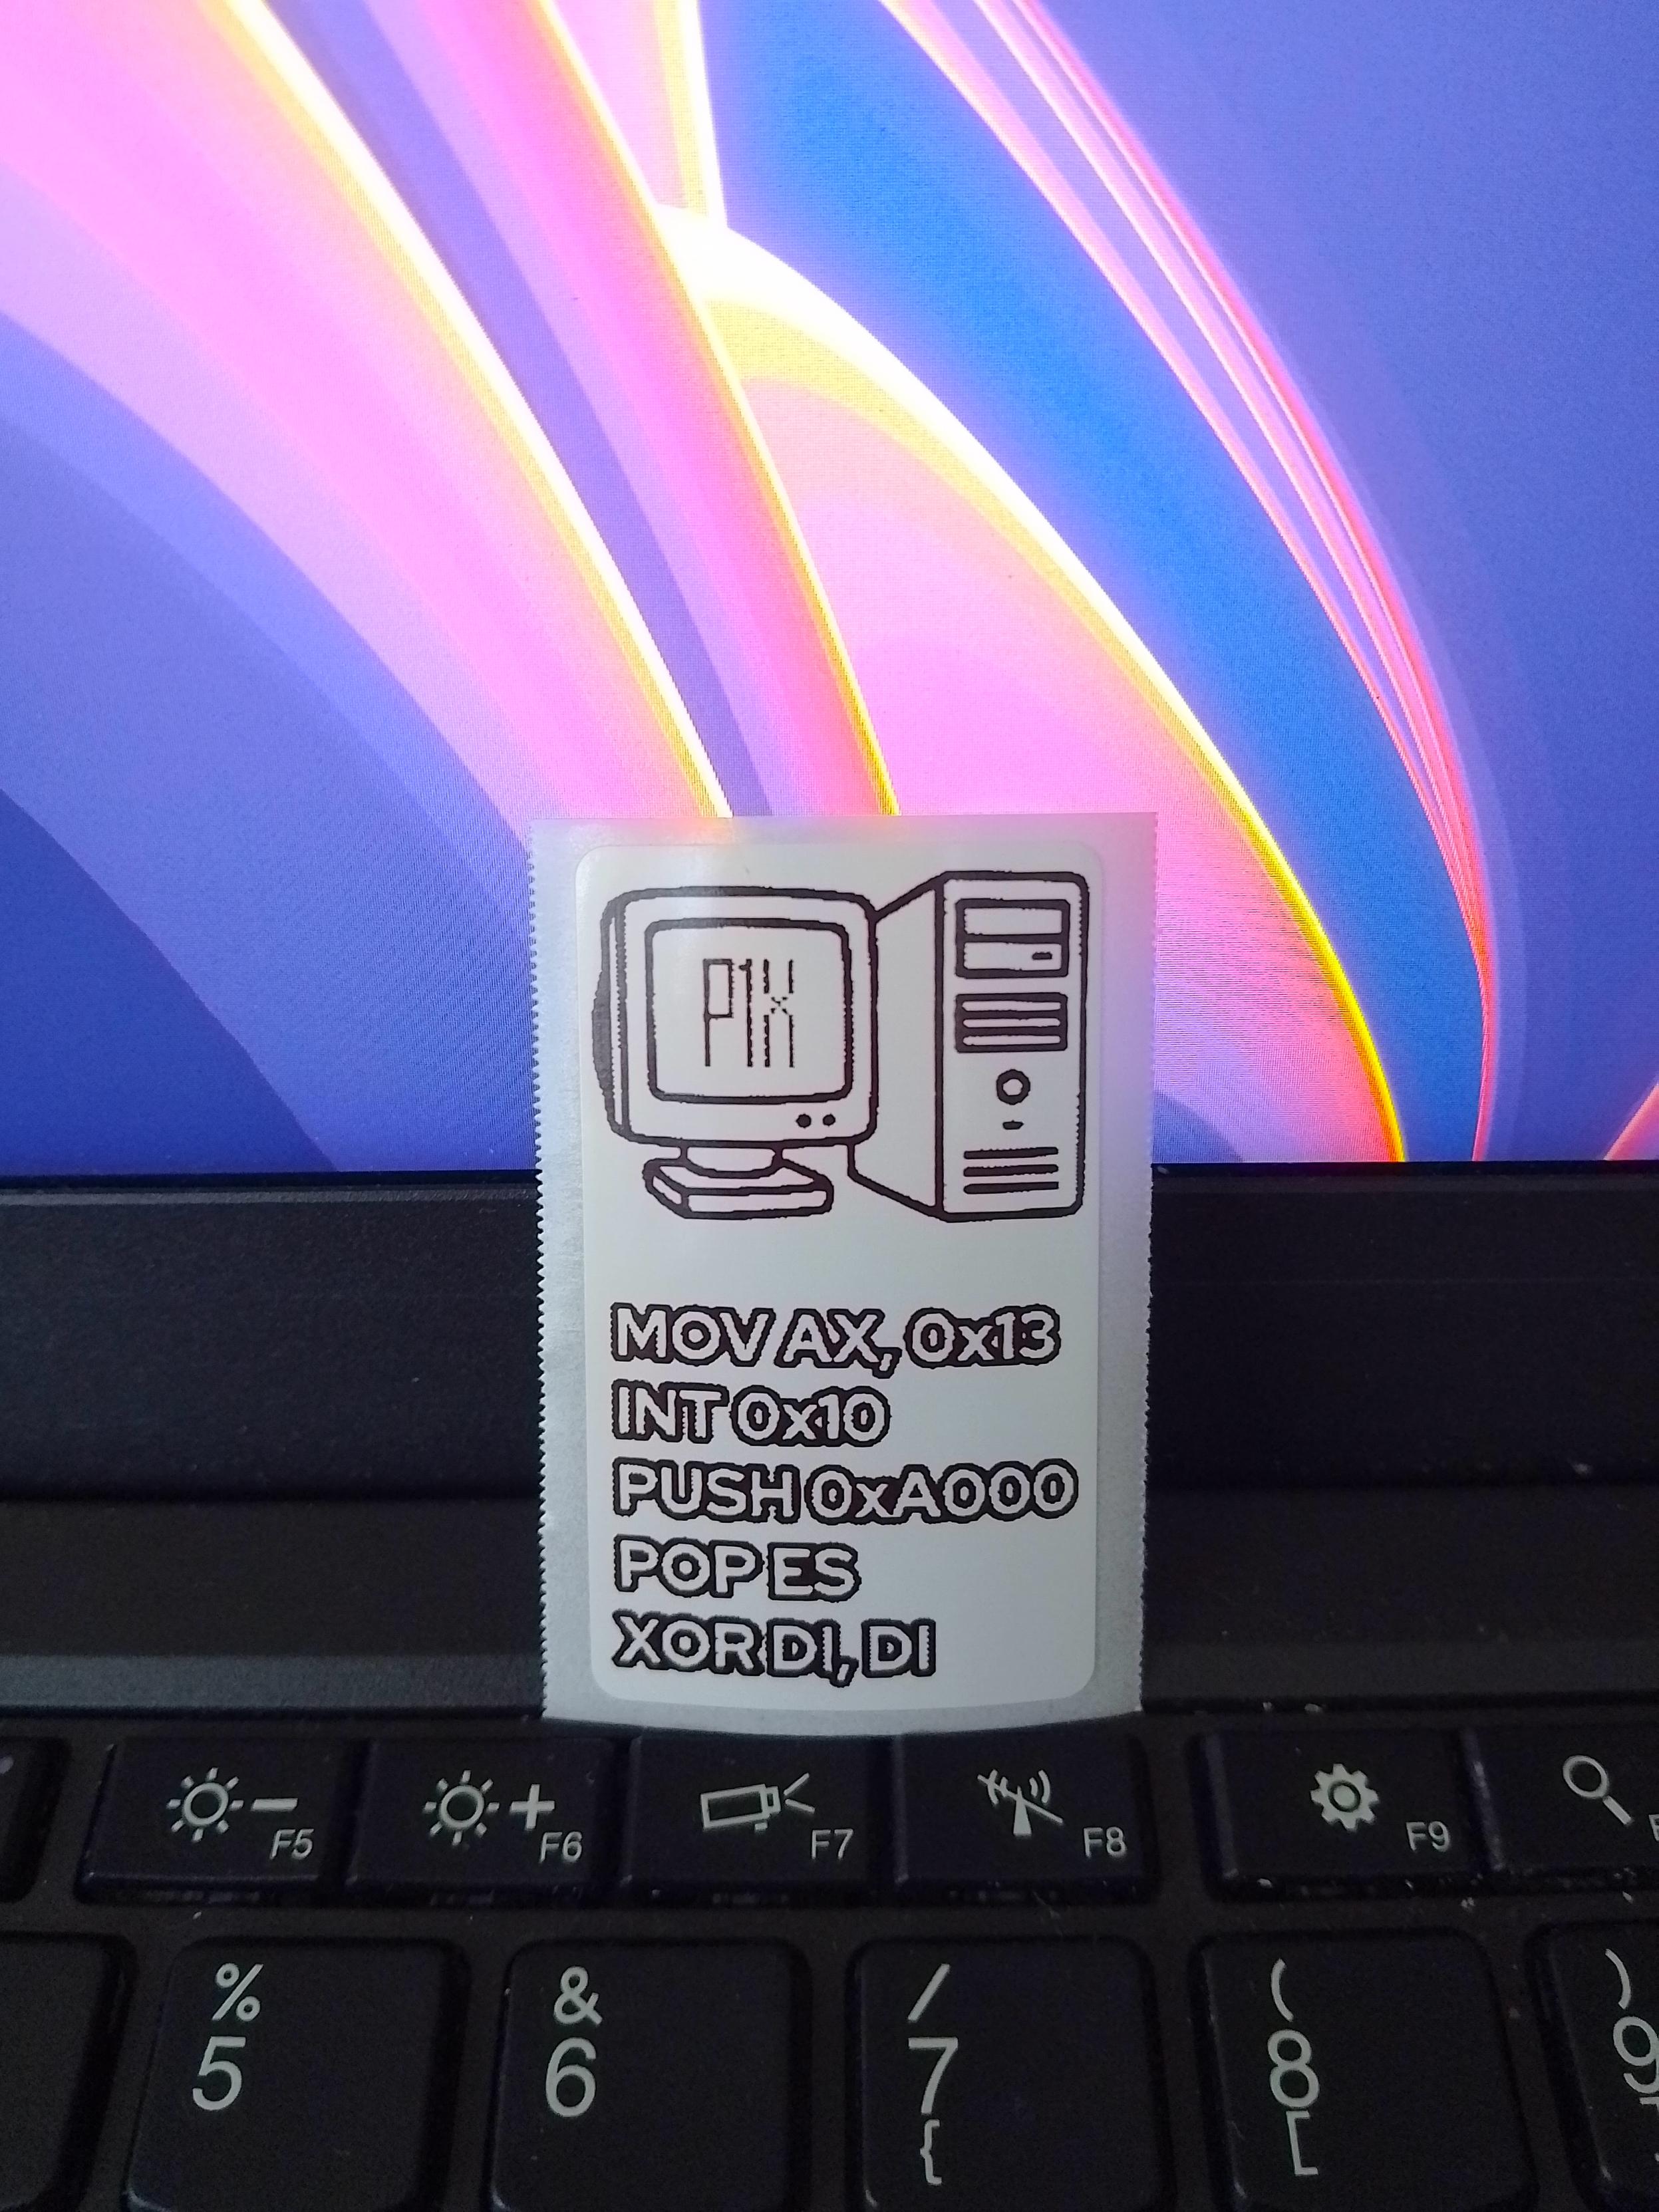 P1X
MOV AX, 0x13
INT 0x10
PUSH 0xA000
POP ES
XOR DI, DI
F5
F6
F7
F8
F9
%
&
/
(
)
5
6
7
8
9
{
[